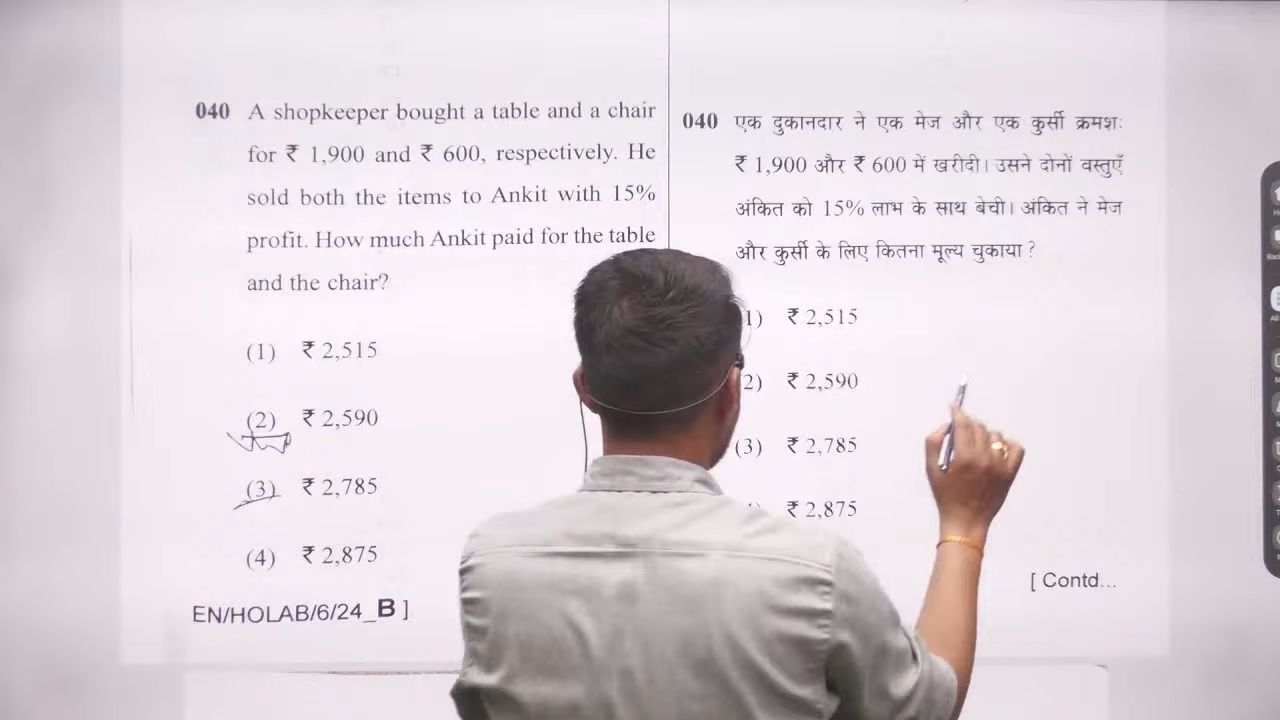 040 A shopkeeper bought a table and a chair
for ₹ 1,900 and ₹ 600, respectively. He
sold both the items to Ankit with 15%
profit. How much Ankit paid for the table
and the chair?
(1) ₹ 2,515
(2) ₹ 2,590
(3) ₹ 2,785
(4) ₹ 2,875
EN/HOLAB/6/24_B ]
040 एक दुकानदार ने एक मेज और एक कुर्सी क्रमशः
₹ 1,900 और ₹ 600 में खरीदी। उसने दोनों वस्तुएँ
अंकित को 15% लाभ के साथ बेची। अंकित ने मेज
और कुर्सी के लिए कितना मूल्य चुकाया ?
1) ₹ 2,515
2) ₹ 2,590
(3) ₹ 2,785
₹ 2,875
[ Contd...